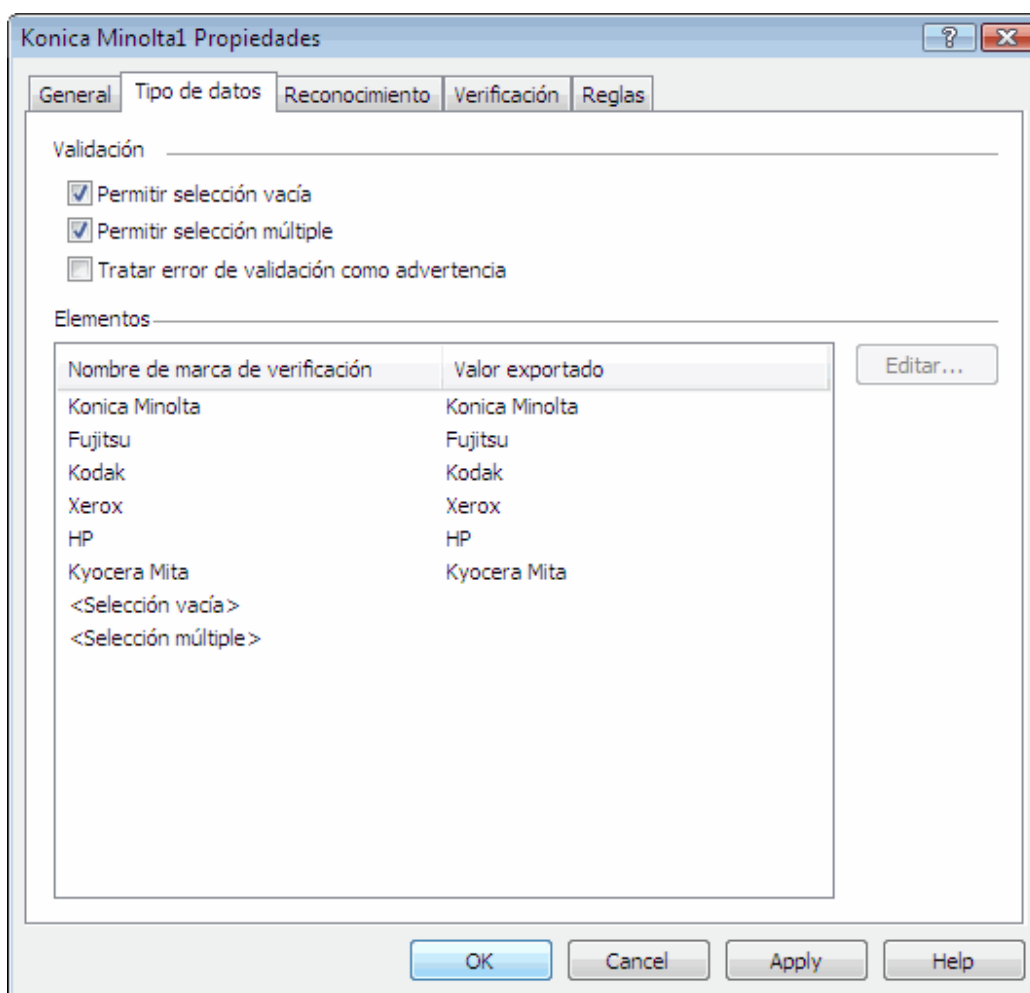 Konica Minolta1 Propiedades
General Tipo de datos Reconocimiento Verificación Reglas
Validación
Permitir selección vacía
Permitir selección múltiple
Tratar error de validación como advertencia
Elementos
Nombre de marca de verificación Valor exportado Editar...
Konica Minolta Konica Minolta
Fujitsu Fujitsu
Kodak Kodak
Xerox Xerox
HP HP
Kyocera Mita Kyocera Mita
<Selección vacía>
<Selección múltiple>
OK Cancel Apply Help